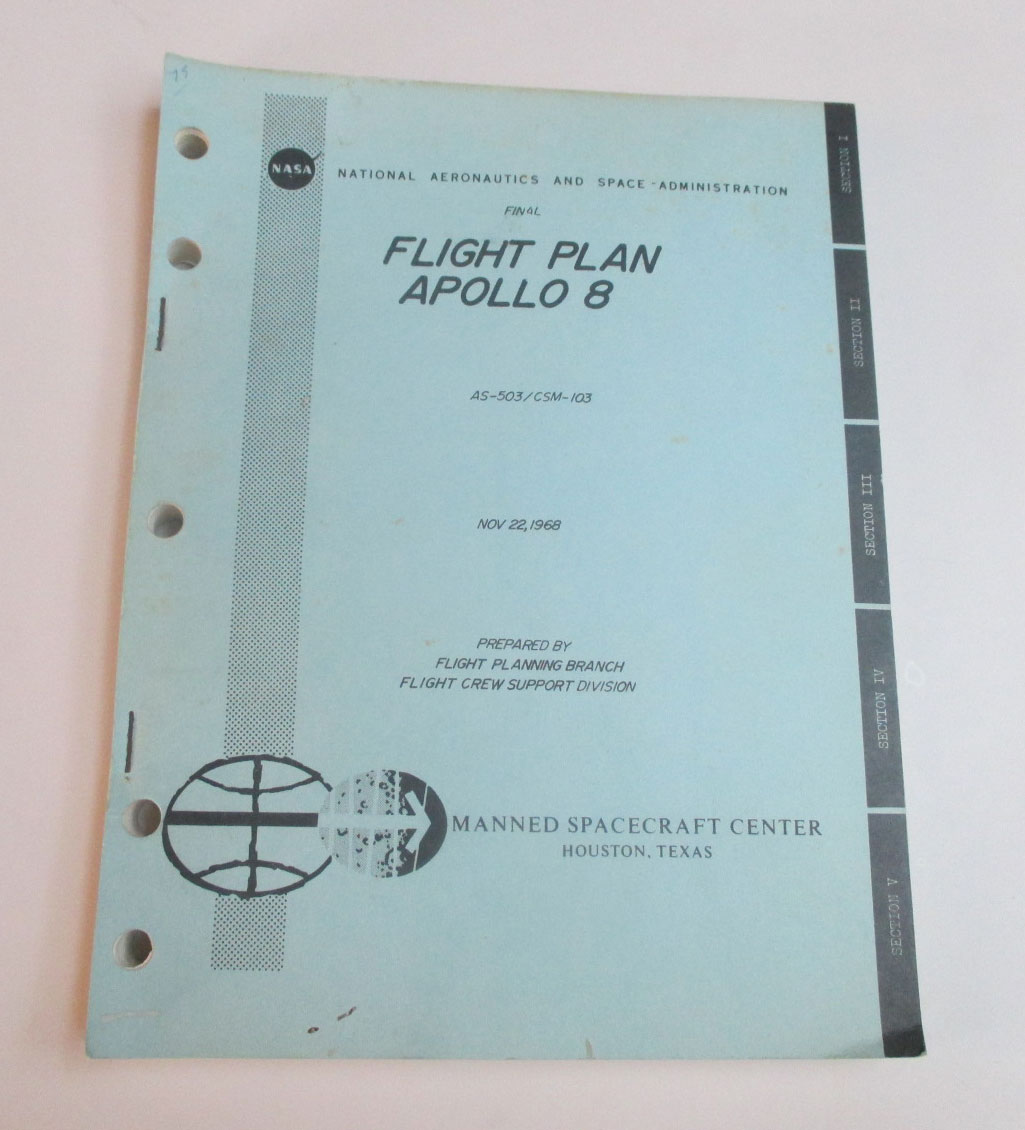 NASA
NATIONAL AERONAUTICS AND SPACE ADMINISTRATION
FINAL
FLIGHT PLAN
APOLLO 8
AS-503/CSM-103
NOV 22, 1968
PREPARED BY
FLIGHT PLANNING BRANCH
FLIGHT CREW SUPPORT DIVISION
MANNED SPACECRAFT CENTER
HOUSTON, TEXAS
SECTION I
SECTION II
SECTION III
SECTION IV
SECTION V